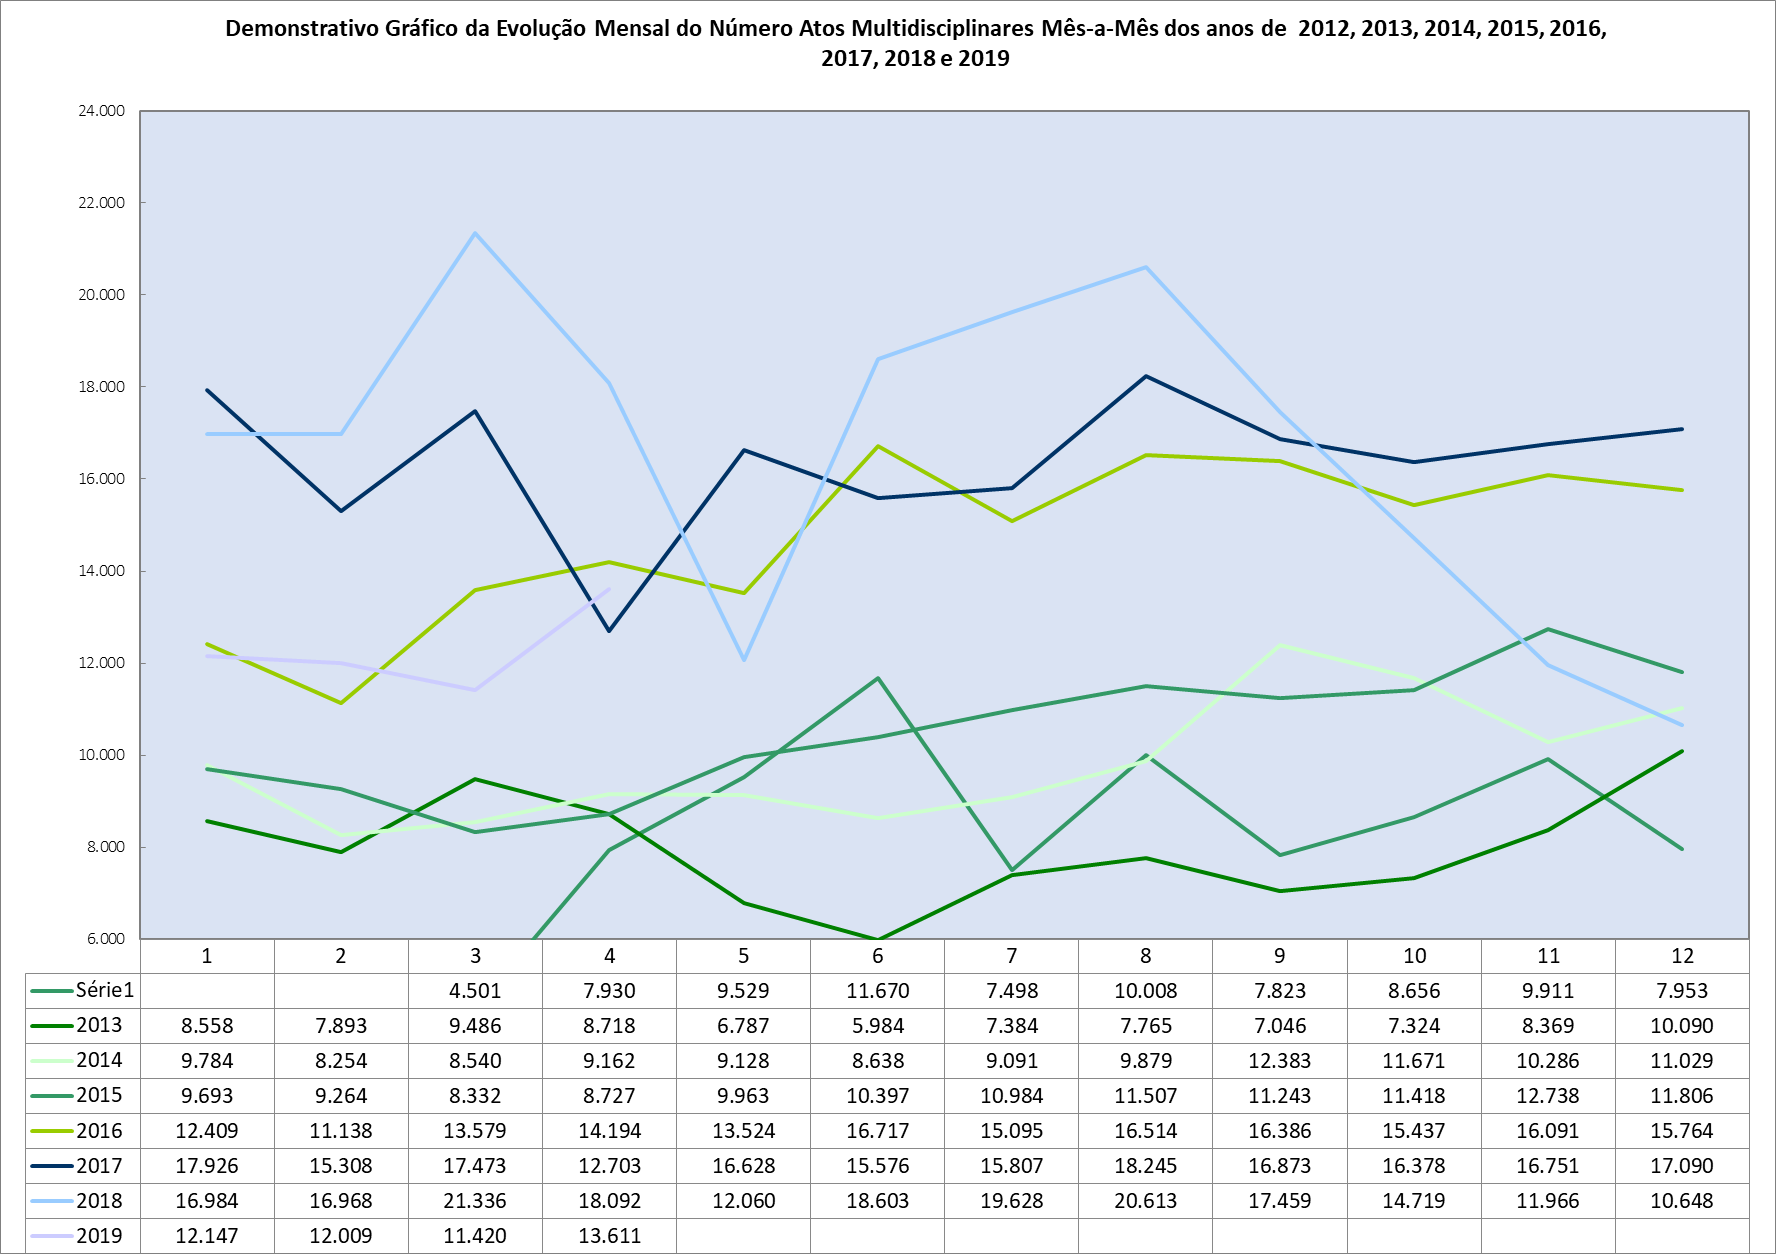 Demonstrativo Gráfico da Evolução Mensal do Número Atos Multidisciplinares Mês-a-Mês dos anos de 2012, 2013, 2014, 2015, 2016,
2017, 2018 e 2019
24.000
22.000
20.000
18.000
16.000
14.000
12.000
10.000
8.000
6.000
1 2 3 4 5 6 7 8 9 10 11 12
Série1 4.501 7.930 9.529 11.670 7.498 10.008 7.823 8.656 9.911 7.953
2013 8.558 7.893 9.486 8.718 6.787 5.984 7.384 7.765 7.046 7.324 8.369 10.090
2014 9.784 8.254 8.540 9.162 9.128 8.638 9.091 9.879 12.383 11.671 10.286 11.029
2015 9.693 9.264 8.332 8.727 9.963 10.397 10.984 11.507 11.243 11.418 12.738 11.806
2016 12.409 11.138 13.579 14.194 13.524 16.717 15.095 16.514 16.386 15.437 16.091 15.764
2017 17.926 15.308 17.473 12.703 16.628 15.576 15.807 18.245 16.873 16.378 16.751 17.090
2018 16.984 16.968 21.336 18.092 12.060 18.603 19.628 20.613 17.459 14.719 11.966 10.648
2019 12.147 12.009 11.420 13.611